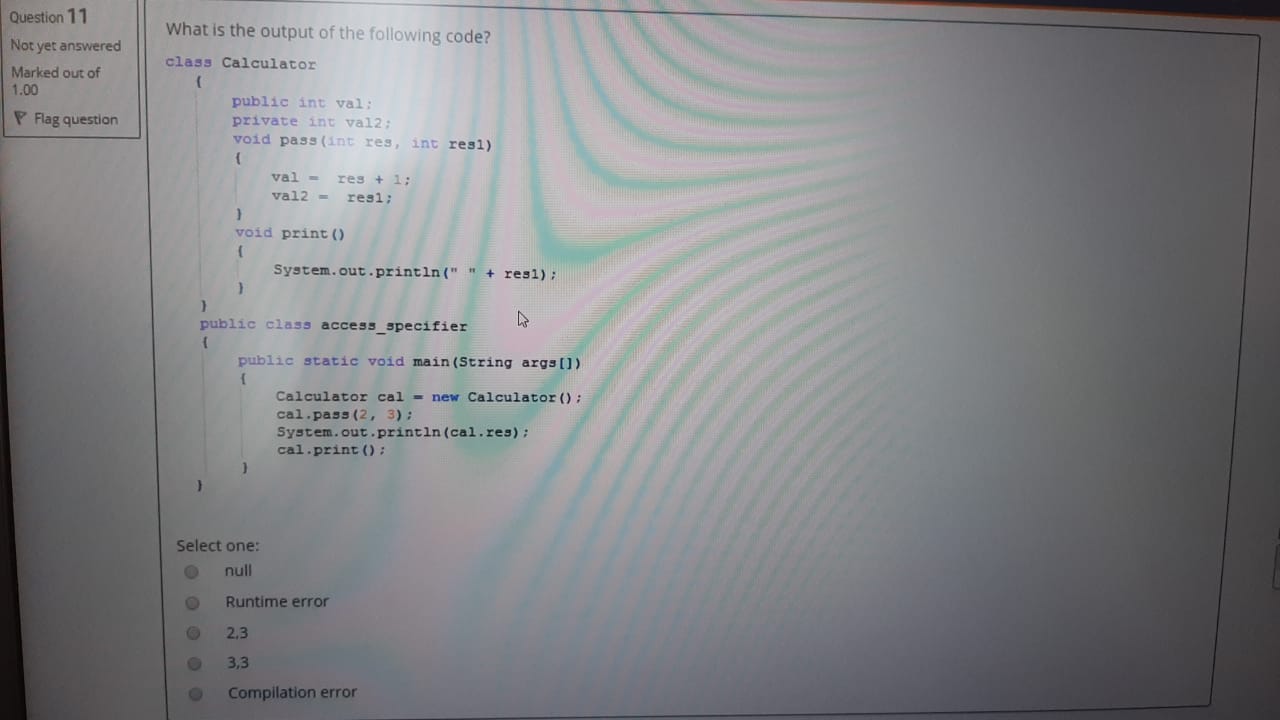 Question 11
Not yet answered
Marked out of
1.00
Flag question
What is the output of the following code?
class Calculator
{
public int val;
private int val2;
void pass(int res, int res1)
{
val =  res + 1;
val2 =  res1;
}
void print()
{
System.out.println(" " + res1);
}
}
public class access_specifier
{
public static void main(String args[])
{
Calculator cal = new Calculator();
cal.pass(2, 3);
System.out.println(cal.res);
cal.print();
}
}
Select one:
null
Runtime error
2,3
3,3
Compilation error